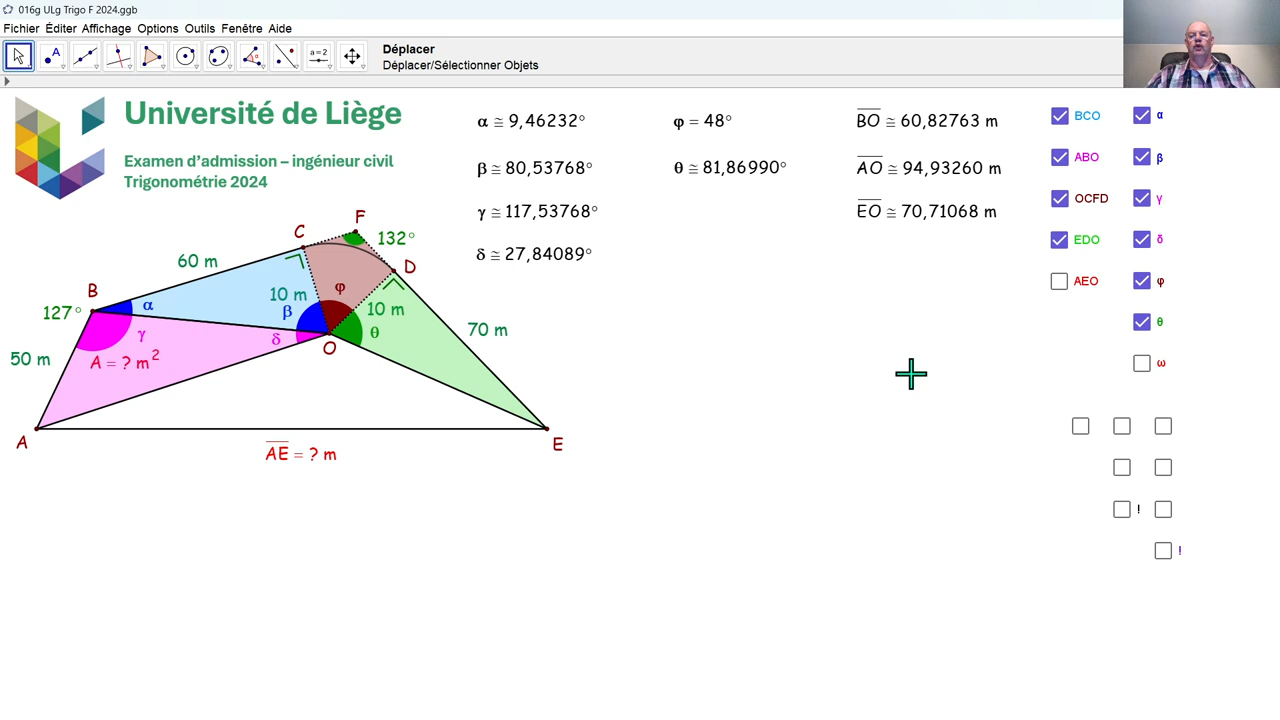 016g ULg Trigo F 2024.ggb
Fichier Éditer Affichage Options Outils Fenêtre Aide
A
a=2
Déplacer
Déplacer/Sélectionner Objets
Université de Liège
Examen d'admission – ingénieur civil
Trigonométrie 2024
α ≅ 9,46232°
φ = 48°
BO ≅ 60,82763 m
β ≅ 80,53768°
θ ≅ 81,86990°
AO ≅ 94,93260 m
γ ≅ 117,53768°
EO ≅ 70,71068 m
δ ≅ 27,84089°
BCO
α
ABO
β
OCFD
γ
EDO
δ
AEO
φ
θ
ω
!
!
F
C
132°
60 m
D
B
10 m
φ
127°
α
β
10 m
γ
δ
θ
70 m
O
50 m
A = ? m²
A
E
AE = ? m